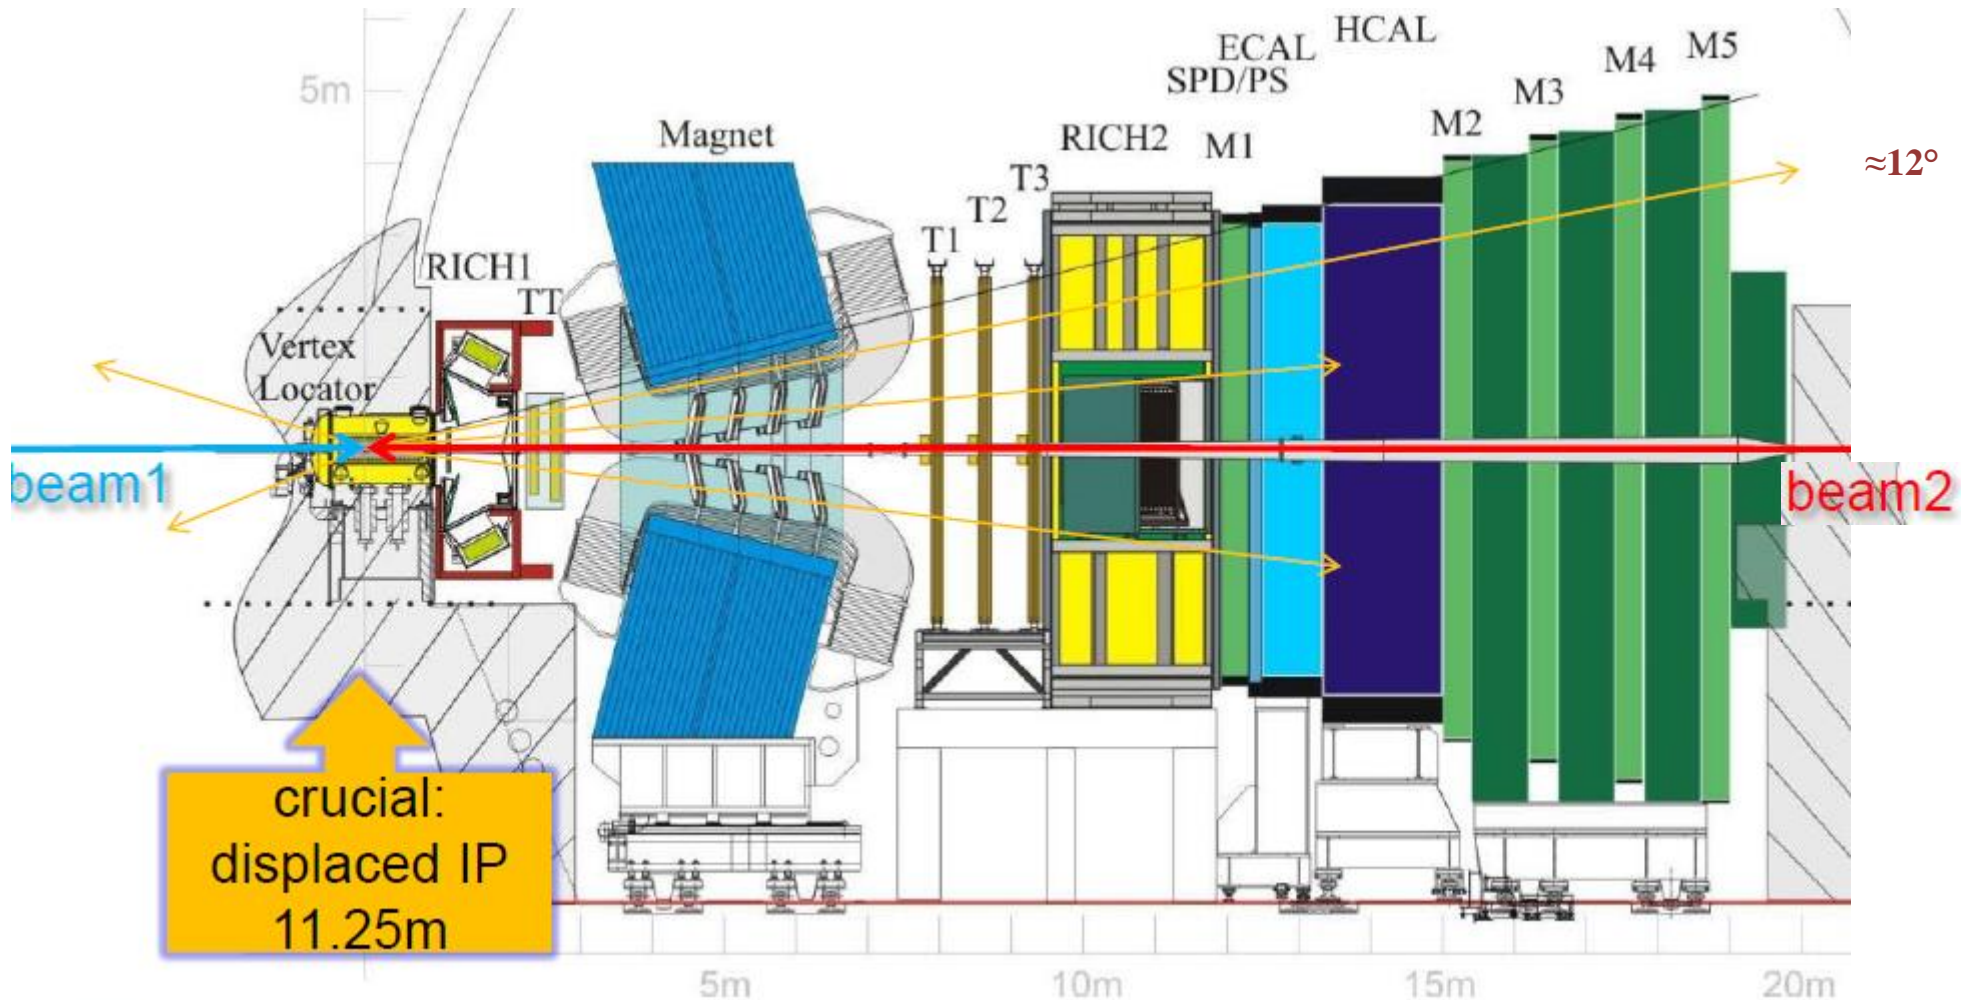 HCAL
M5
ECAL
M4
SPD/PS
M3
5m
M2
Magnet
RICH2
M1
≈12°
T3
T2
T1
RICH1
TT
Vertex
Locator
beam1
beam2
crucial:
displaced IP
11.25m
5m
10m
15m
20m